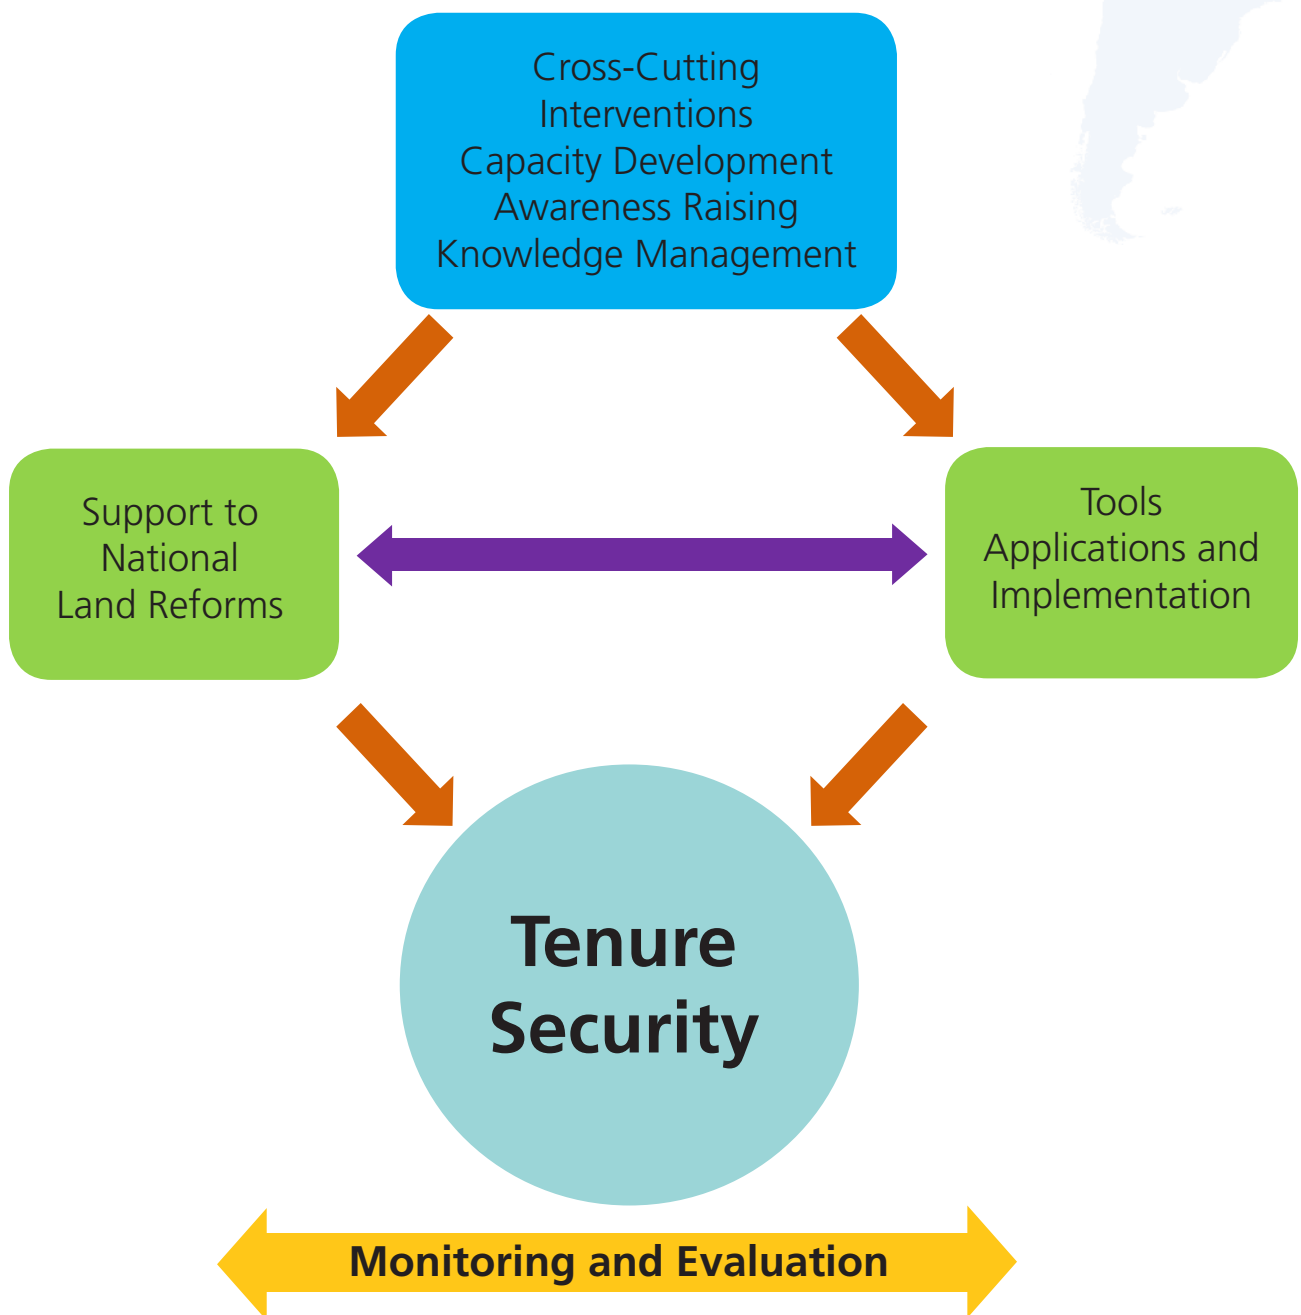 Cross-Cutting
Interventions
Capacity Development
Awareness Raising
Knowledge Management
Support to
National
Land Reforms
Tools
Applications and
Implementation
Tenure
Security
Monitoring and Evaluation